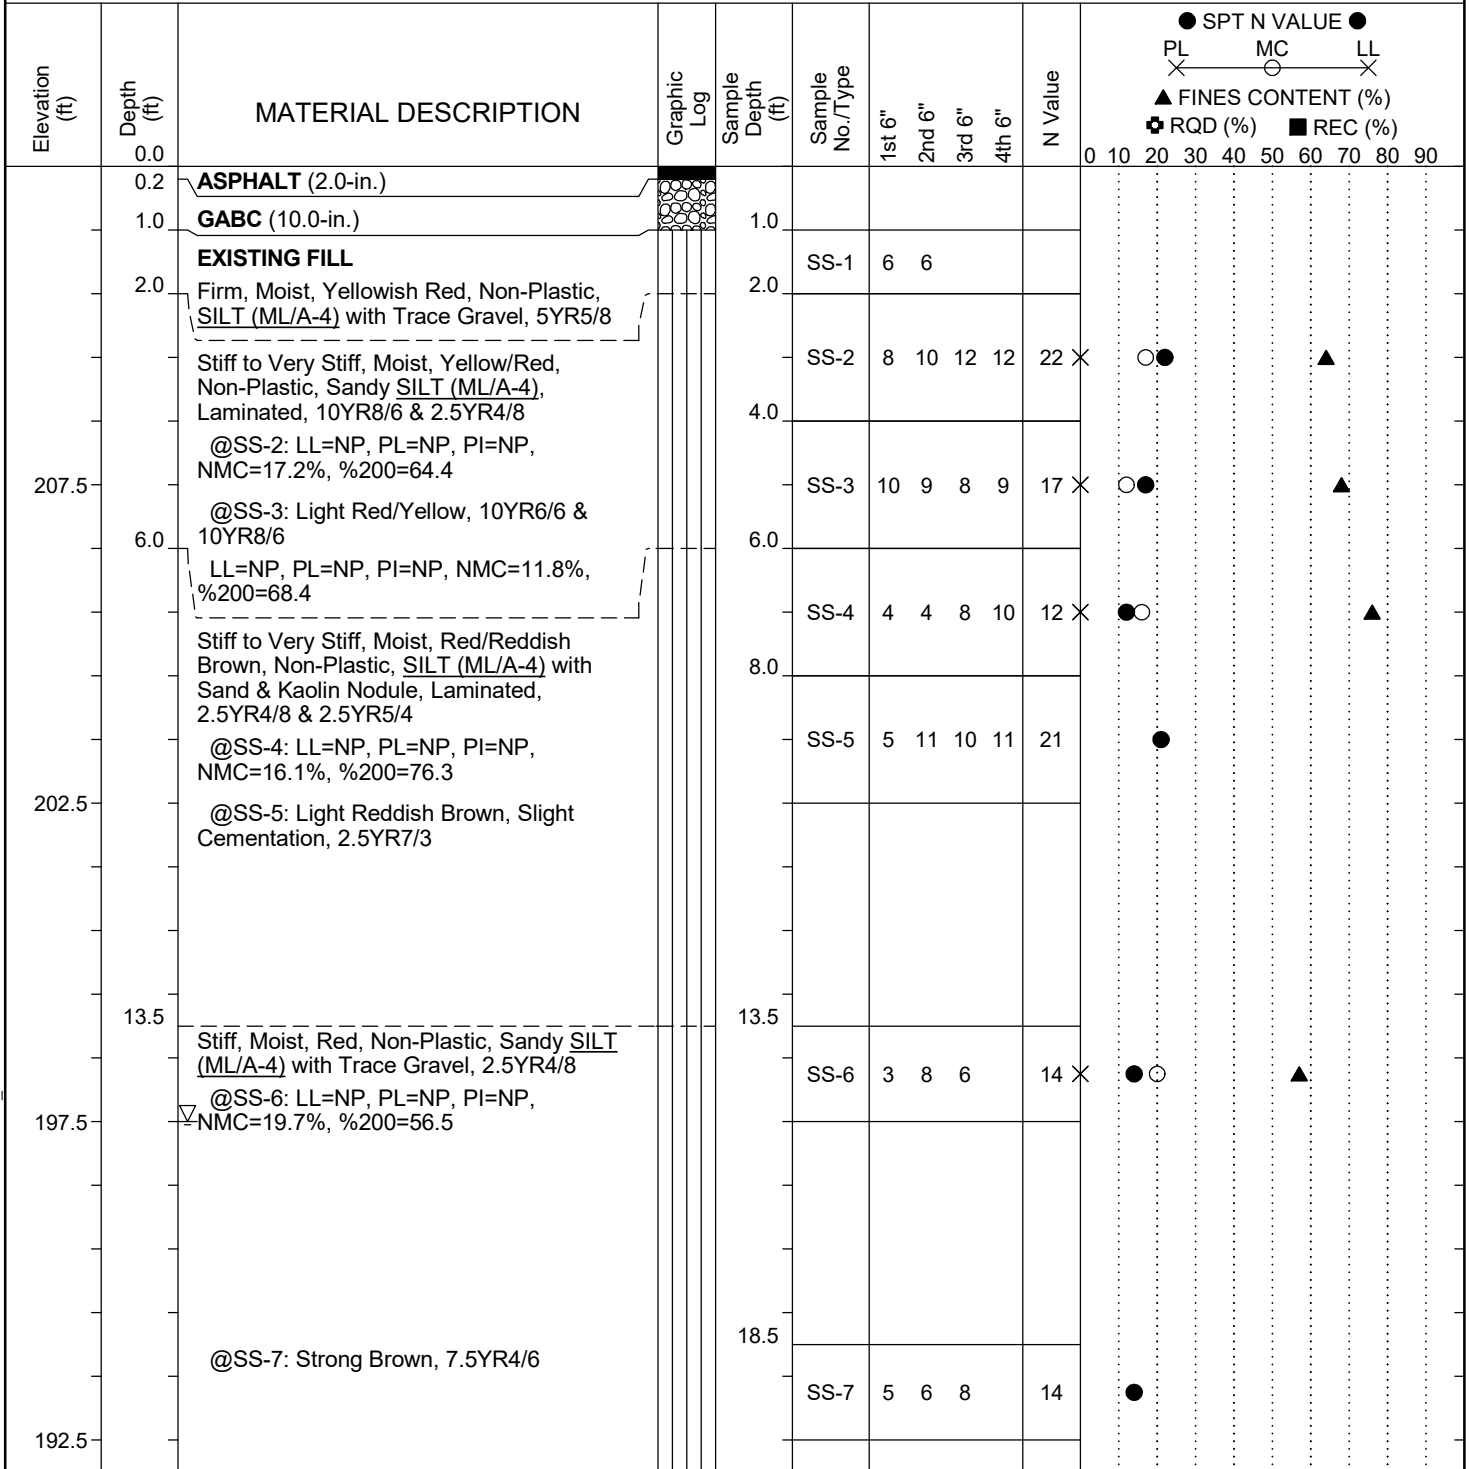 Elevation (ft)
Depth (ft)
0.0
MATERIAL DESCRIPTION
Graphic Log
Sample Depth (ft)
Sample No./Type
1st 6"
2nd 6"
3rd 6"
4th 6"
N Value
SPT N VALUE
PL MC LL
FINES CONTENT (%)
RQD (%) REC (%)
0 10 20 30 40 50 60 70 80 90
0.2 ASPHALT (2.0-in.)
1.0 GABC (10.0-in.) 1.0
EXISTING FILL
SS-1 6 6
2.0 2.0
Firm, Moist, Yellowish Red, Non-Plastic,
SILT (ML/A-4) with Trace Gravel, 5YR5/8
Stiff to Very Stiff, Moist, Yellow/Red,
SS-2 8 10 12 12 22
Non-Plastic, Sandy SILT (ML/A-4),
Laminated, 10YR8/6 & 2.5YR4/8
4.0
@SS-2: LL=NP, PL=NP, PI=NP,
NMC=17.2%, %200=64.4
207.5
SS-3 10 9 8 9 17
@SS-3: Light Red/Yellow, 10YR6/6 &
10YR8/6
6.0 6.0
LL=NP, PL=NP, PI=NP, NMC=11.8%,
%200=68.4
SS-4 4 4 8 10 12
Stiff to Very Stiff, Moist, Red/Reddish
Brown, Non-Plastic, SILT (ML/A-4) with
8.0
Sand & Kaolin Nodule, Laminated,
2.5YR4/8 & 2.5YR5/4
SS-5 5 11 10 11 21
@SS-4: LL=NP, PL=NP, PI=NP,
NMC=16.1%, %200=76.3
202.5
@SS-5: Light Reddish Brown, Slight
Cementation, 2.5YR7/3
13.5 13.5
Stiff, Moist, Red, Non-Plastic, Sandy SILT
(ML/A-4) with Trace Gravel, 2.5YR4/8
SS-6 3 8 6 14
@SS-6: LL=NP, PL=NP, PI=NP,
NMC=19.7%, %200=56.5
197.5
18.5
@SS-7: Strong Brown, 7.5YR4/6
SS-7 5 6 8 14
192.5